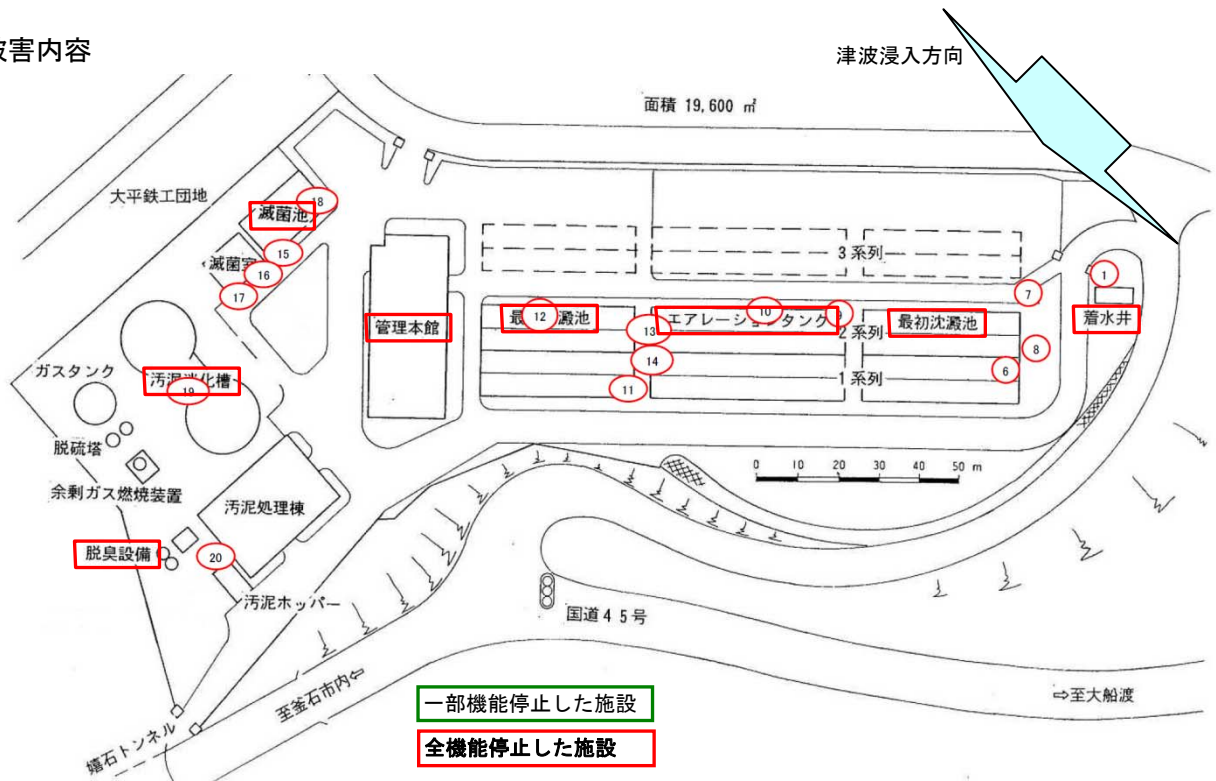 被害内容
津波浸入方向
面積 19,600 ㎡
大平鉄工団地
18
滅菌池
15
滅菌室
16
17
3系列
1
7
着水井
管理本館
12
10
9
エアレーションタンク
最初沈澱池
13
2系列
8
14
6
1系列
11
ガスタンク
汚泥消化槽
19
脱硫塔
余剰ガス燃焼装置
汚泥処理棟
0 10 20 30 40 50 m
脱臭設備
20
汚泥ホッパー
国道45号
至釜石市内⇦
⇨至大船渡
嬉石トンネル
一部機能停止した施設
全機能停止した施設